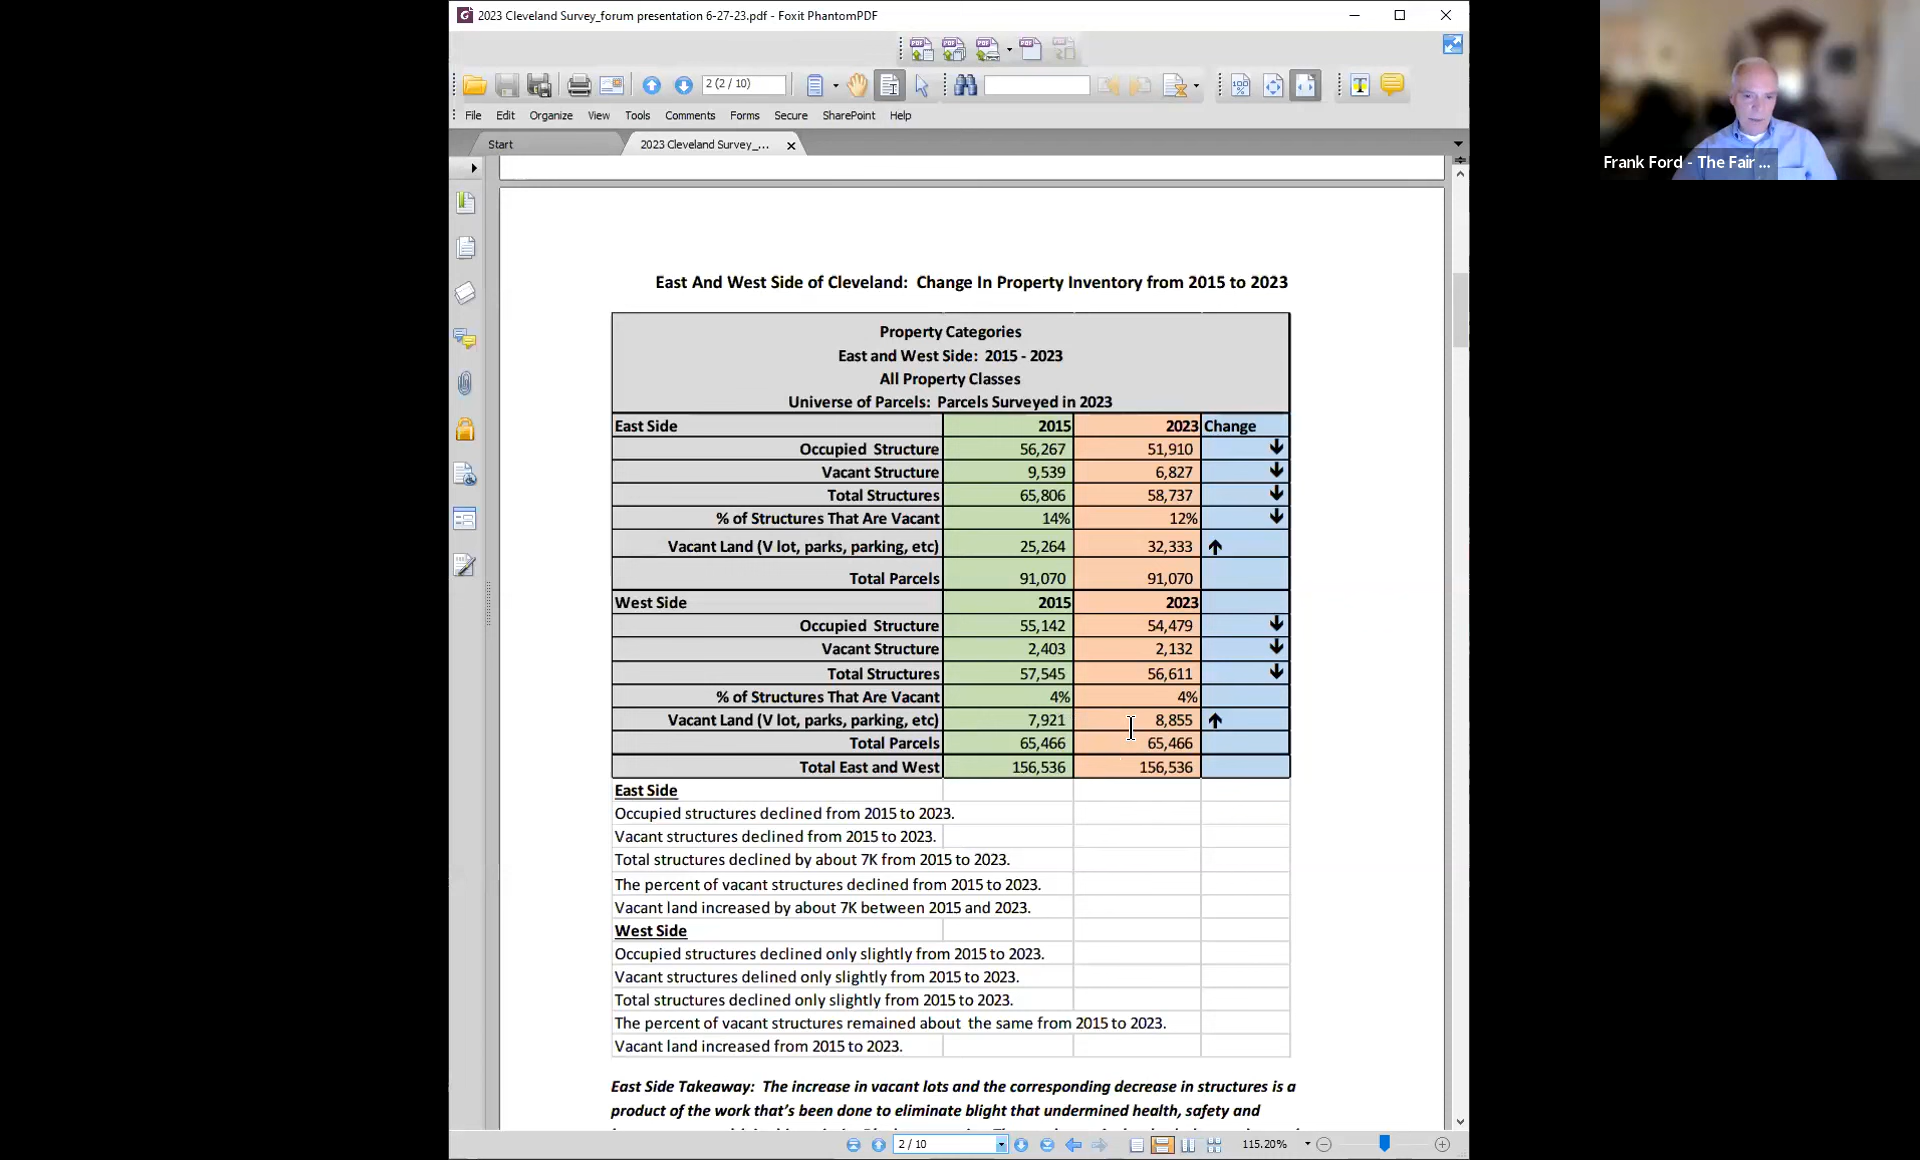 2023 Cleveland Survey_forum presentation 6-27-23.pdf - Foxit PhantomPDF
2 (2 / 10)
File Edit Organize View Tools Comments Forms Secure SharePoint Help
Start 2023 Cleveland Survey_...
Frank Ford - The Fair ...
East And West Side of Cleveland: Change In Property Inventory from 2015 to 2023
Property Categories
East and West Side: 2015 - 2023
All Property Classes
Universe of Parcels: Parcels Surveyed in 2023
East Side 2015 2023 Change
Occupied Structure 56,267 51,910
Vacant Structure 9,539 6,827
Total Structures 65,806 58,737
% of Structures That Are Vacant 14% 12%
Vacant Land (V lot, parks, parking, etc) 25,264 32,333
Total Parcels 91,070 91,070
West Side 2015 2023
Occupied Structure 55,142 54,479
Vacant Structure 2,403 2,132
Total Structures 57,545 56,611
% of Structures That Are Vacant 4% 4%
Vacant Land (V lot, parks, parking, etc) 7,921 8,855
Total Parcels 65,466 65,466
Total East and West 156,536 156,536
East Side
Occupied structures declined from 2015 to 2023.
Vacant structures declined from 2015 to 2023.
Total structures declined by about 7K from 2015 to 2023.
The percent of vacant structures declined from 2015 to 2023.
Vacant land increased by about 7K between 2015 and 2023.
West Side
Occupied structures declined only slightly from 2015 to 2023.
Vacant structures delined only slightly from 2015 to 2023.
Total structures declined only slightly from 2015 to 2023.
The percent of vacant structures remained about the same from 2015 to 2023.
Vacant land increased from 2015 to 2023.
East Side Takeaway: The increase in vacant lots and the corresponding decrease in structures is a
product of the work that's been done to eliminate blight that undermined health, safety and
2 / 10
115.20%